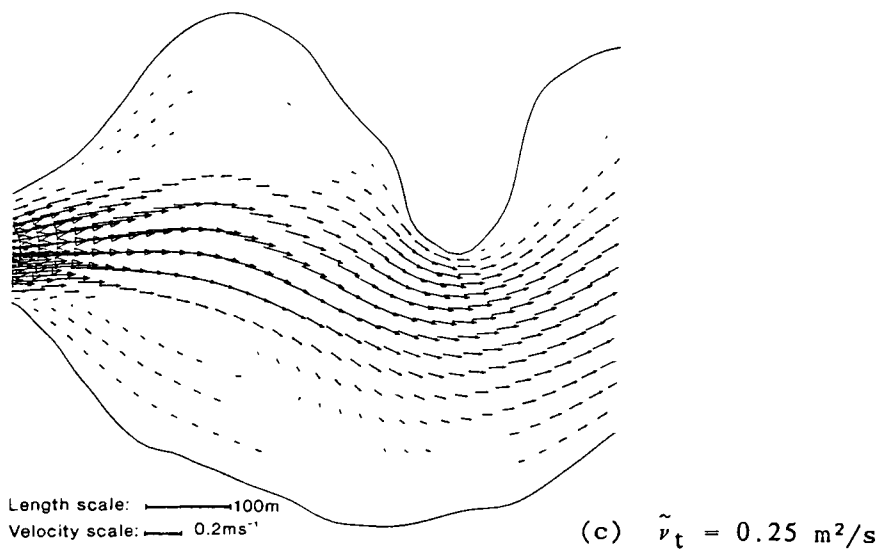 Length scale: 100m
Velocity scale: 0.2ms⁻¹
(c) ν̃t = 0.25 m²/s